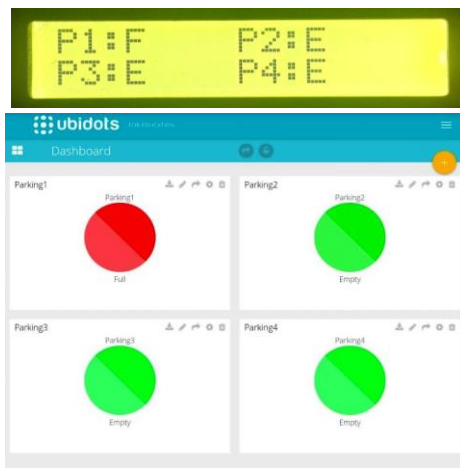 P1:F P2:E
P3:E P4:E
ubidots
Dashboard
Parking1 Parking2
Parking1 Parking2
Full Empty
Parking3 Parking4
Parking3 Parking4
Empty Empty